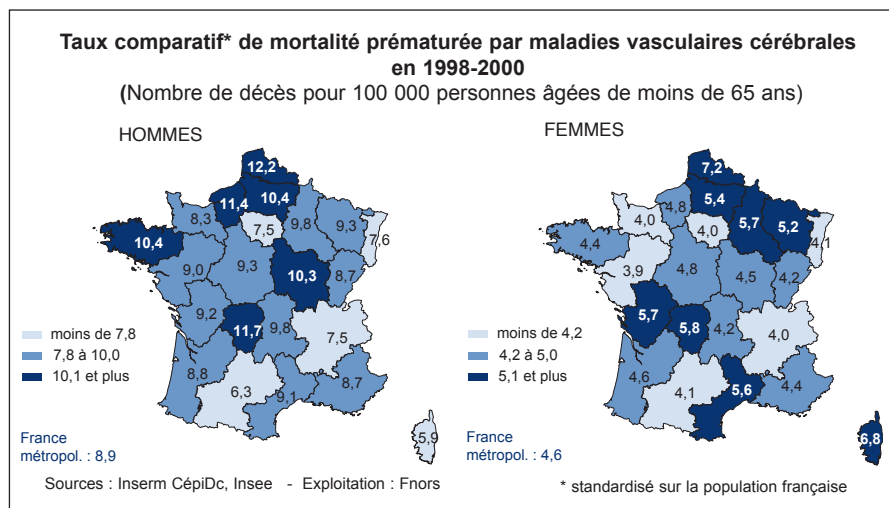 Taux comparatif* de mortalité prématurée par maladies vasculaires cérébrales
en 1998-2000
(Nombre de décès pour 100 000 personnes âgées de moins de 65 ans)
HOMMES
12,2
11,4
10,4
8,3
7,5
9,8
9,3
7,6
10,4
9,0
9,3
10,3
8,7
9,2
11,7
9,8
7,5
8,8
6,3
9,1
8,7
5,9
moins de 7,8
7,8 à 10,0
10,1 et plus
France
métropol. : 8,9
FEMMES
7,2
4,8
5,4
4,0
4,0
5,7
5,2
4,1
4,4
3,9
4,8
4,5
4,2
5,7
5,8
4,2
4,0
4,6
4,1
5,6
4,4
6,8
moins de 4,2
4,2 à 5,0
5,1 et plus
France
métropol. : 4,6
Sources : Inserm CépiDc, Insee - Exploitation : Fnors
* standardisé sur la population française